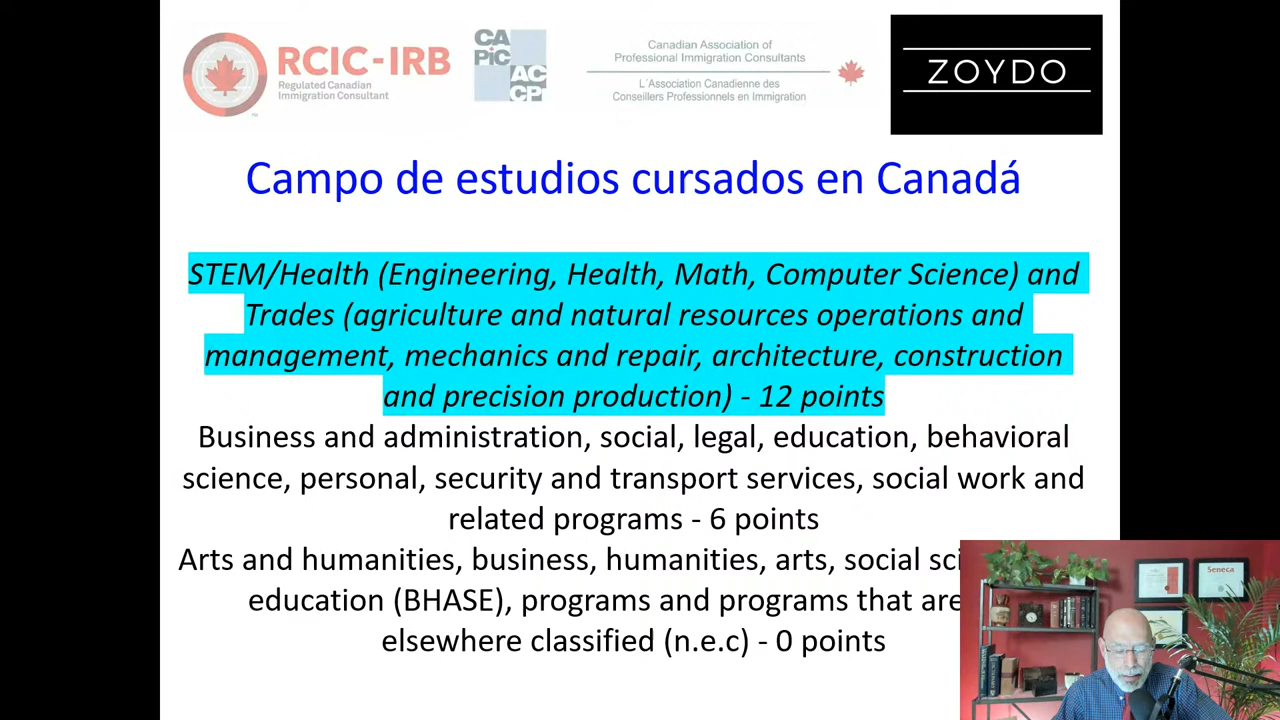 RCIC-IRB
Regulated Canadian
Immigration Consultant
CA
PiC
AC
CP
Canadian Association of
Professional Immigration Consultants
L´Association Canadienne des
Conseillers Professionnels en Immigration
ZOYDO
Campo de estudios cursados en Canadá
STEM/Health (Engineering, Health, Math, Computer Science) and
Trades (agriculture and natural resources operations and
management, mechanics and repair, architecture, construction
and precision production) - 12 points
Business and administration, social, legal, education, behavioral
science, personal, security and transport services, social work and
related programs - 6 points
Arts and humanities, business, humanities, arts, social
education (BHASE), programs and programs that are
elsewhere classified (n.e.c) - 0 points
Seneca